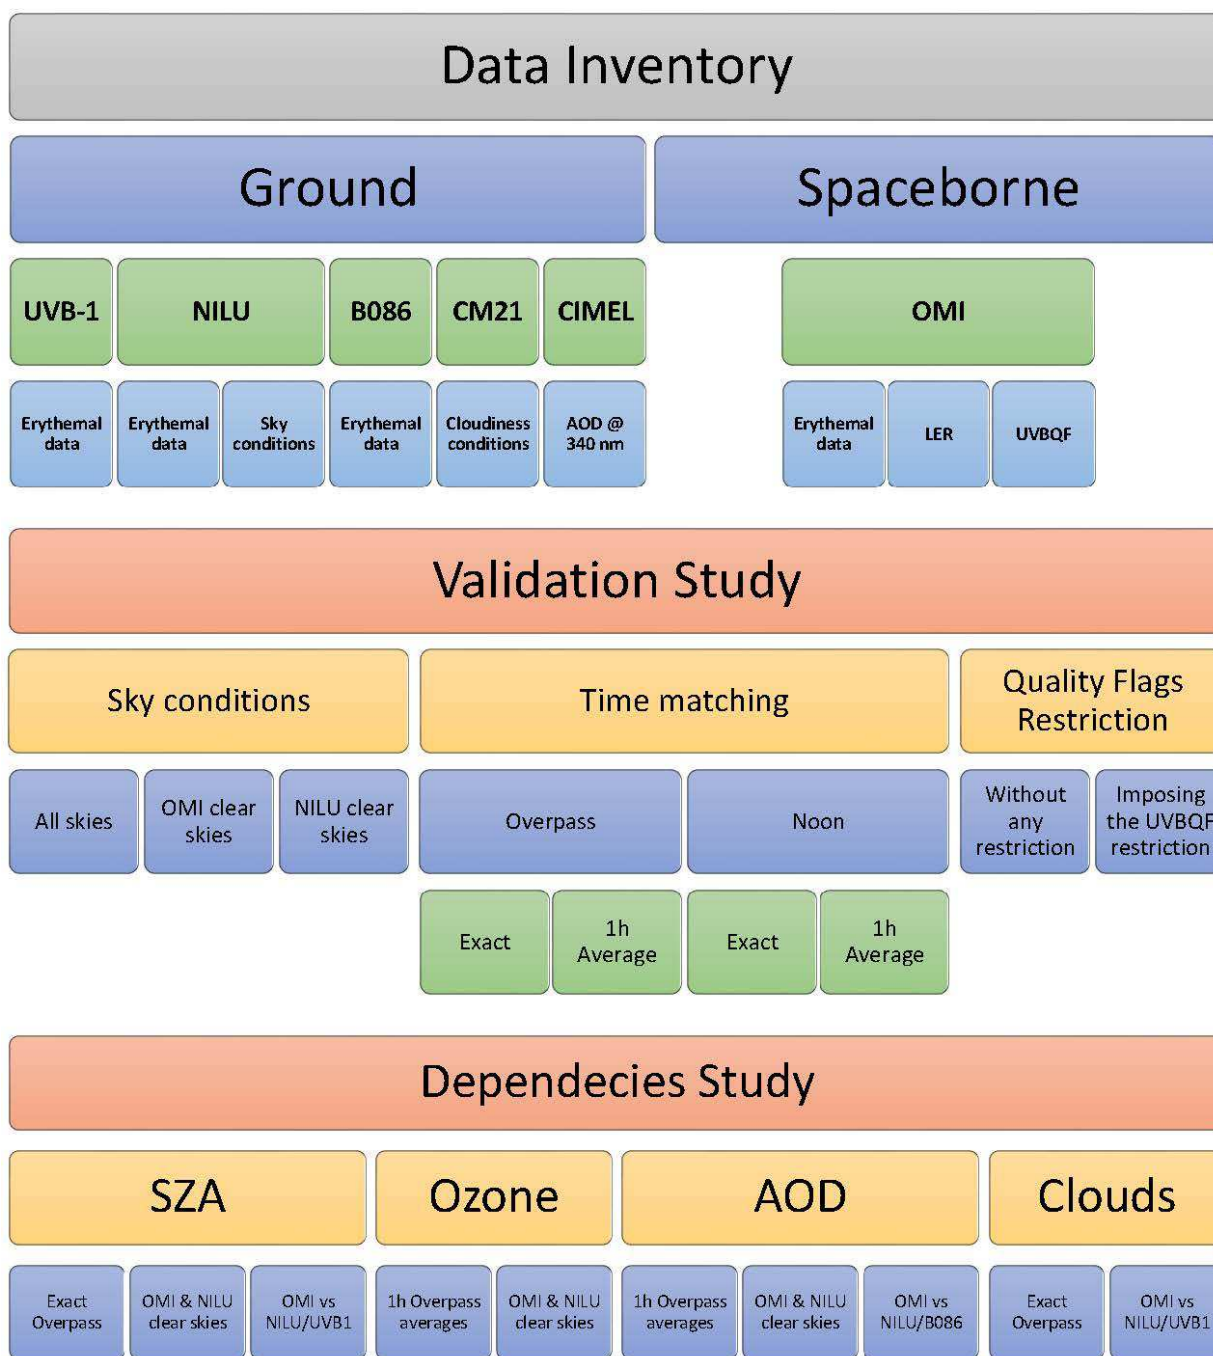 Data Inventory
Ground
Spaceborne
UVB-1
NILU
B086
CM21
CIMEL
OMI
Erythemal
data
Erythemal
data
Sky
conditions
Erythemal
data
Cloudiness
conditions
AOD @
340 nm
Erythemal
data
LER
UVBQF
Validation Study
Sky conditions
Time matching
Quality Flags
Restriction
All skies
OMI clear
skies
NILU clear
skies
Overpass
Noon
Without
any
restriction
Imposing
the UVBQF
restriction
Exact
1h
Average
Exact
1h
Average
Dependecies Study
SZA
Ozone
AOD
Clouds
Exact
Overpass
OMI & NILU
clear skies
OMI vs
NILU/UVB1
1h Overpass
averages
OMI & NILU
clear skies
1h Overpass
averages
OMI & NILU
clear skies
OMI vs
NILU/B086
Exact
Overpass
OMI vs
NILU/UVB1